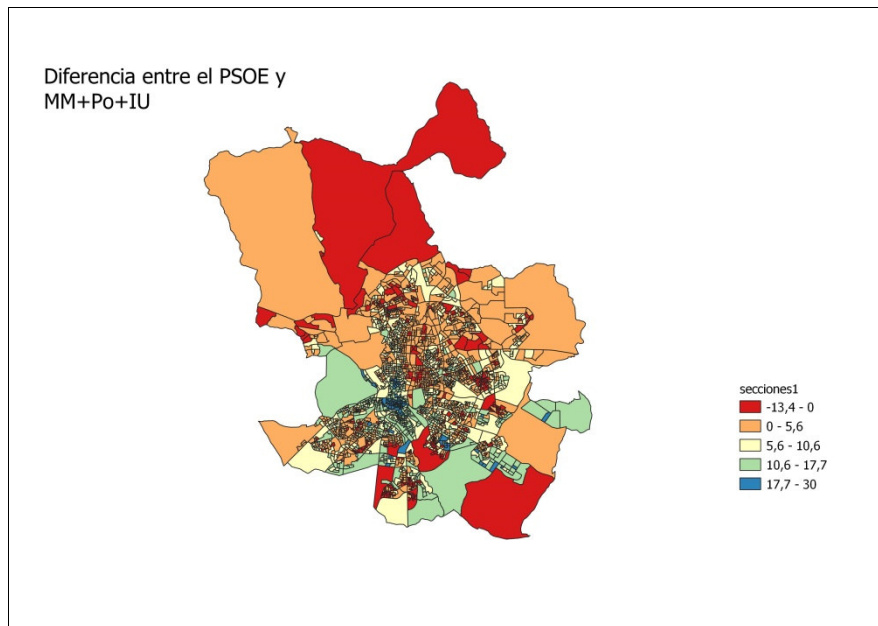 Diferencia entre el PSOE y
MM+Po+IU
secciones1
-13,4 - 0
0 - 5,6
5,6 - 10,6
10,6 - 17,7
17,7 - 30